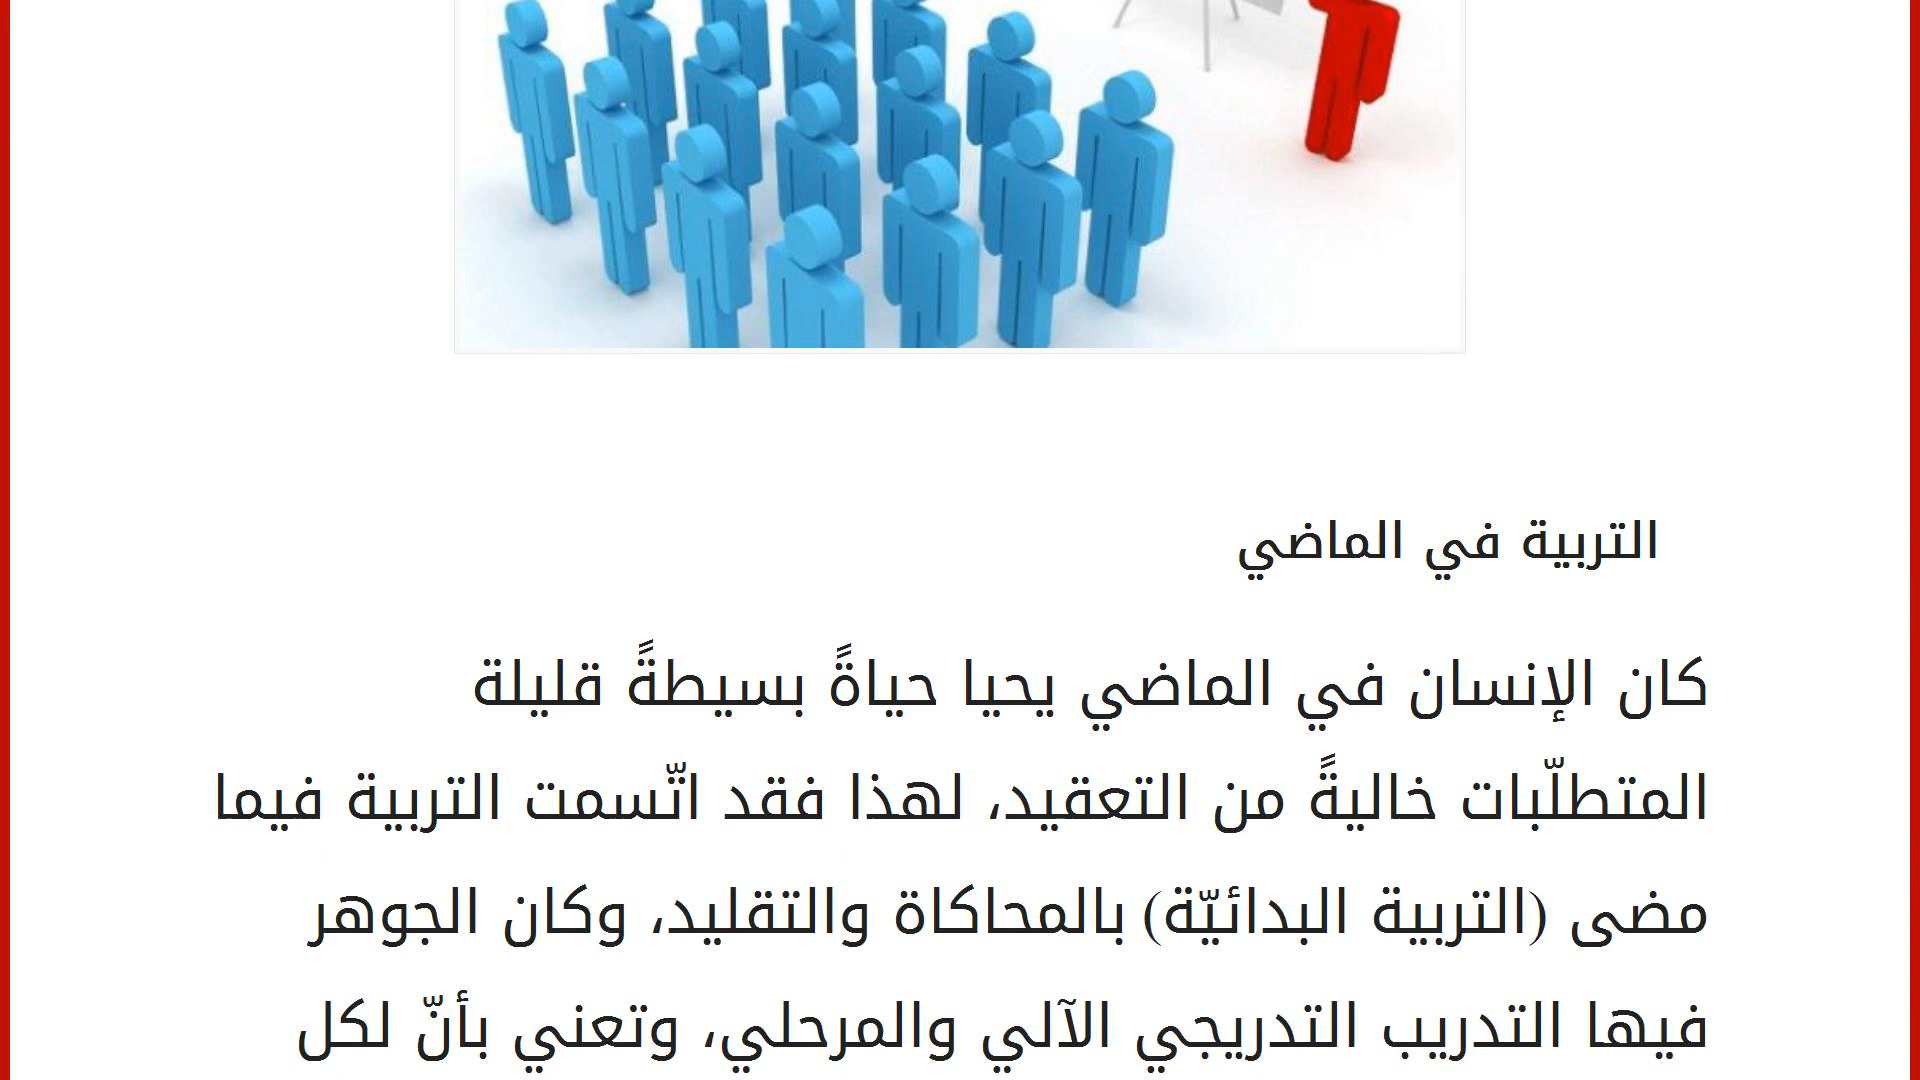 التربية في الماضي
كان الإنسان في الماضي يحيا حياةً بسيطةً قليلة
المتطلّبات خاليةً من التعقيد، لهذا فقد اتّسمت التربية فيما
مضى (التربية البدائيّة) بالمحاكاة والتقليد، وكان الجوهر
فيها التدريب التدريجي الآلي والمرحلي، وتعني بأنّ لكل